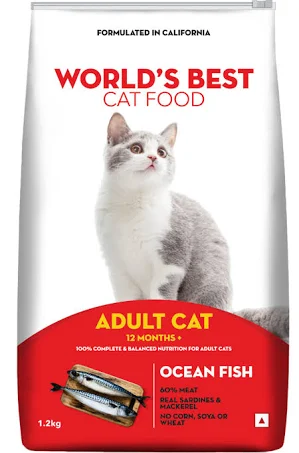 FORMULATED IN CALIFORNIA
WORLD'S BEST
CAT FOOD
ADULT CAT
12 MONTHS +
100% COMPLETE & BALANCED NUTRITION FOR ADULT CATS
OCEAN FISH
60% MEAT
REAL SARDINES &
MACKEREL
NO CORN, SOYA OR
WHEAT
1.2kg